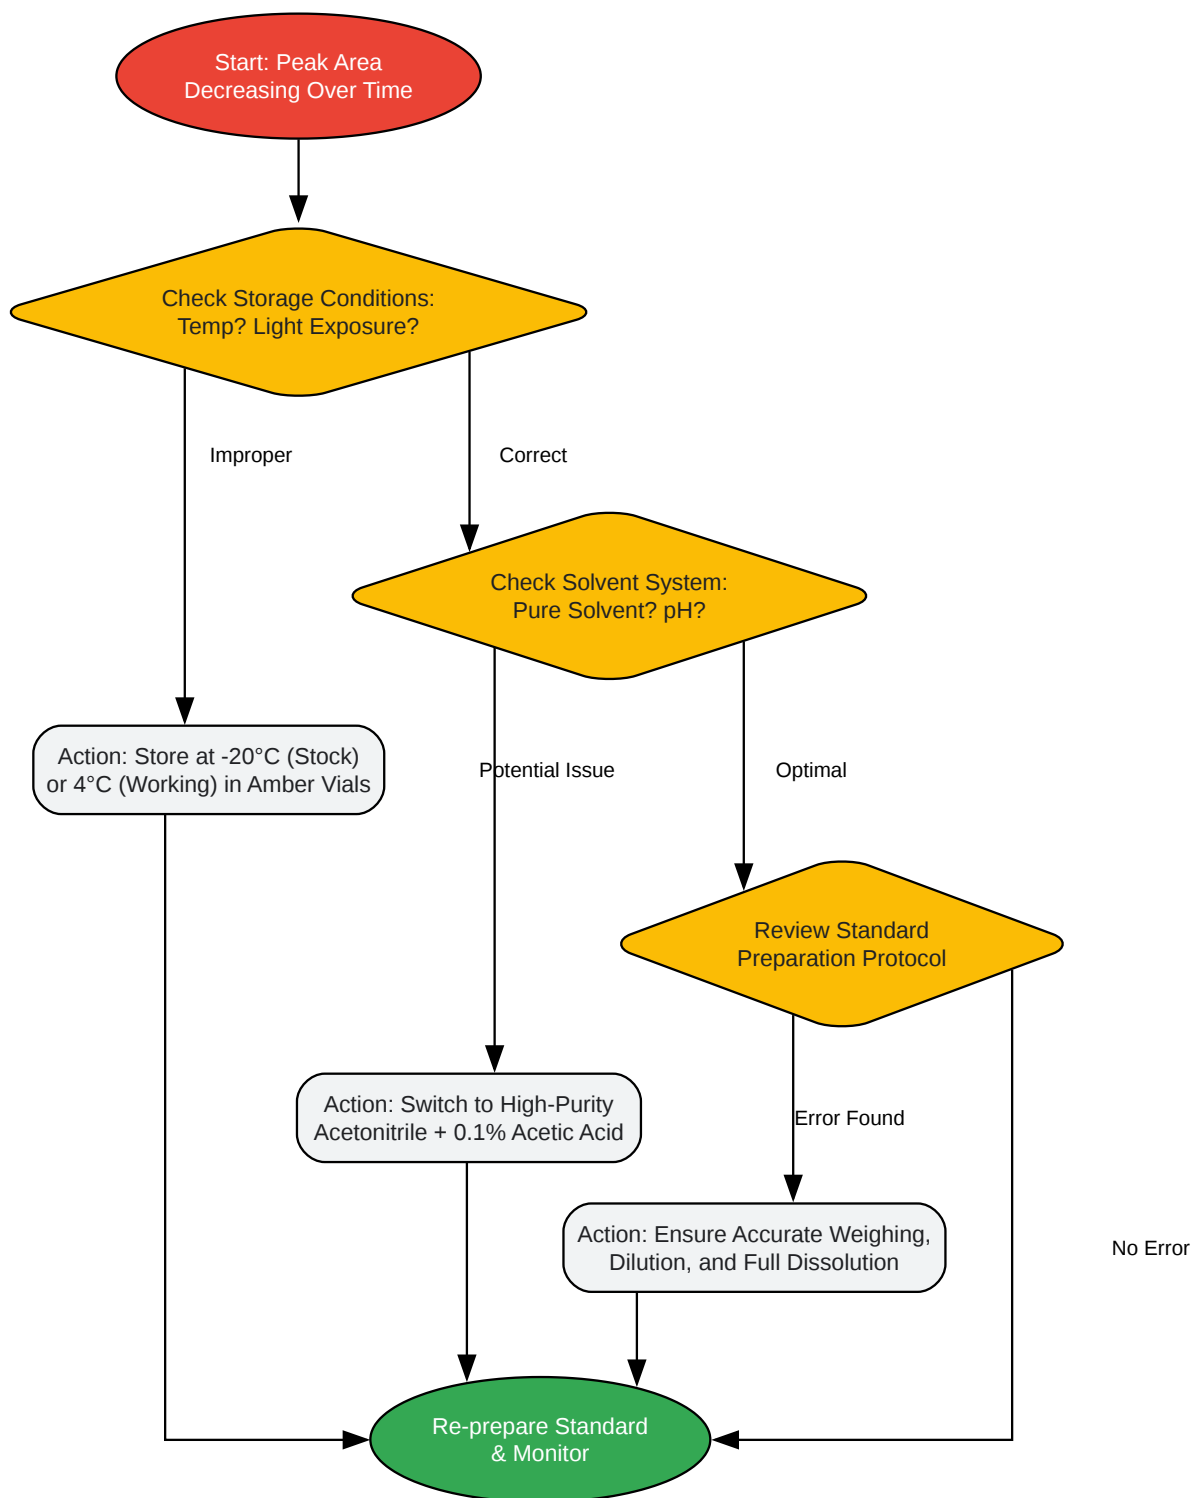 Start: Peak Area
Decreasing Over Time
Check Storage Conditions:
Temp? Light Exposure?
Improper
Correct
Check Solvent System:
Pure Solvent? pH?
Action: Store at -20°C (Stock)
or 4°C (Working) in Amber Vials
Potential Issue
Optimal
Review Standard
Preparation Protocol
Action: Switch to High-Purity
Acetonitrile + 0.1% Acetic Acid
Error Found
Action: Ensure Accurate Weighing,
Dilution, and Full Dissolution
No Error
Re-prepare Standard
& Monitor